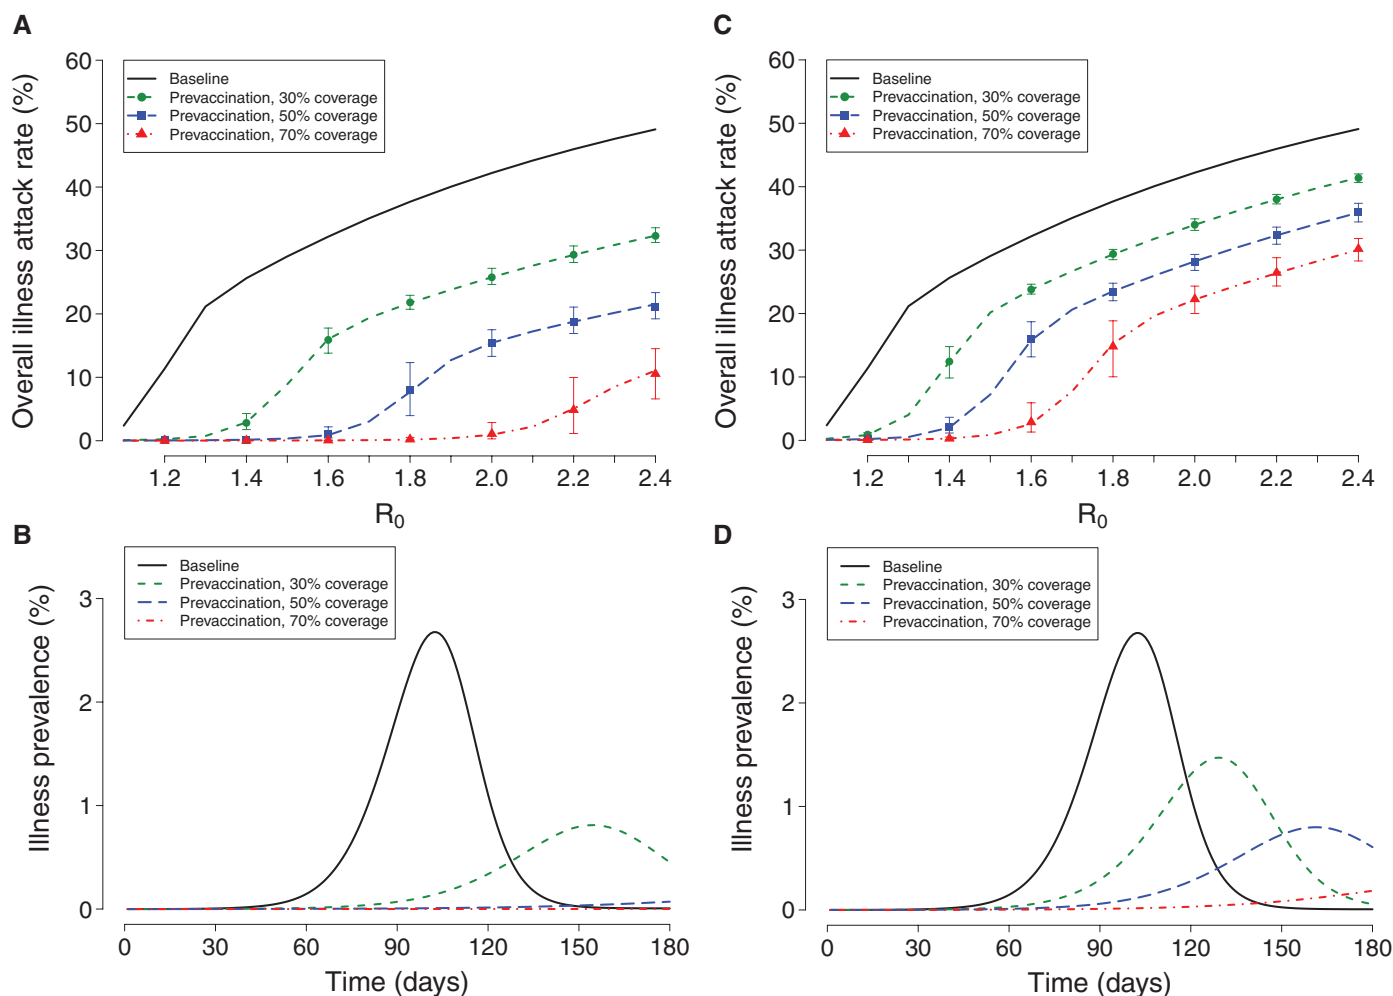 A
Overall illness attack rate (%)
60
50
40
30
20
10
0
Baseline
Prevaccination, 30% coverage
Prevaccination, 50% coverage
Prevaccination, 70% coverage
1.2 1.4 1.6 1.8 2.0 2.2 2.4
R0
C
Overall illness attack rate (%)
60
50
40
30
20
10
0
Baseline
Prevaccination, 30% coverage
Prevaccination, 50% coverage
Prevaccination, 70% coverage
1.2 1.4 1.6 1.8 2.0 2.2 2.4
R0
B
Illness prevalence (%)
3
2
1
0
Baseline
Prevaccination, 30% coverage
Prevaccination, 50% coverage
Prevaccination, 70% coverage
0 30 60 90 120 150 180
Time (days)
D
Illness prevalence (%)
3
2
1
0
Baseline
Prevaccination, 30% coverage
Prevaccination, 50% coverage
Prevaccination, 70% coverage
0 30 60 90 120 150 180
Time (days)